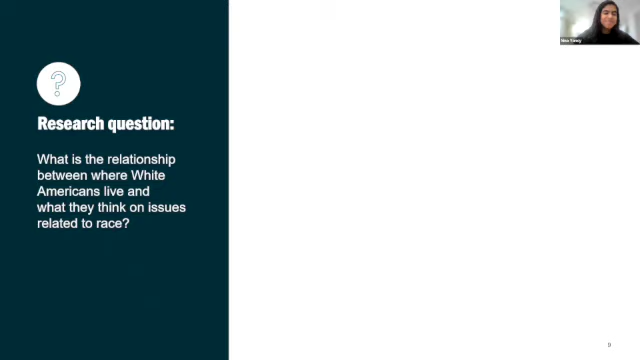 ?
Research question:
What is the relationship
between where White
Americans live and
what they think on issues
related to race?
9